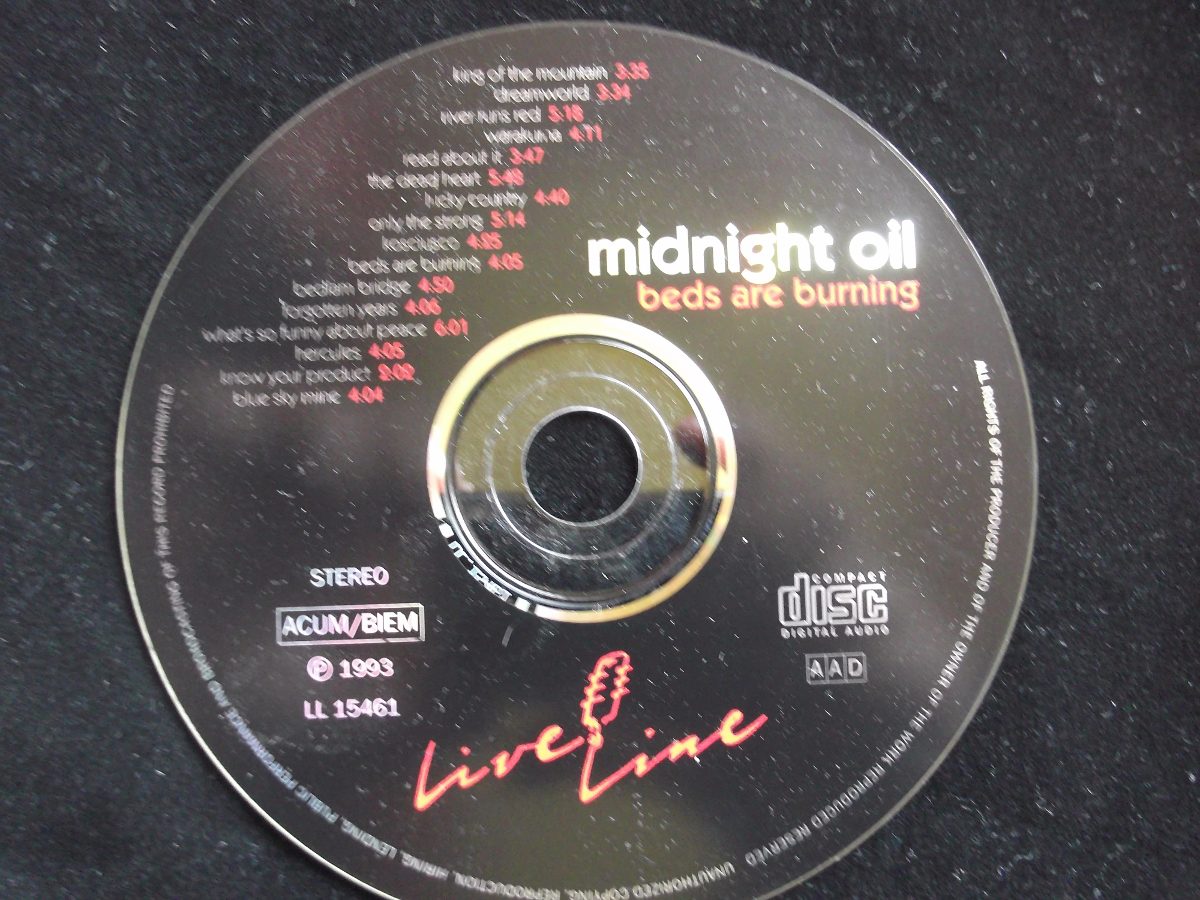 king of the mountain 3:35
dreamworld 3:34
river runs red 5:18
warakurna 4:11
read about it 3:47
the dead heart 5:48
lucky country 4:40
only the strong 5:14
kosciusco 4:25
beds are burning 4:05
bedlam bridge 4:50
forgotten years 4:06
what's so funny about peace 6:01
hercules 4:05
know your product 2:02
blue sky mine 4:04
midnight oil
beds are burning
STEREO
ACUM/BIEM
℗ 1993
LL 15461
COMPACT
disc
DIGITAL AUDIO
AAD
Live Line
ALL RIGHTS OF THE PRODUCER AND OF THE OWNER OF THE WORK REPRODUCED RESERVED
UNAUTHORIZED COPYING, REPRODUCTION, HIRING, LENDING, PUBLIC PERFORMANCE AND BROADCASTING OF THIS RECORD PROHIBITED